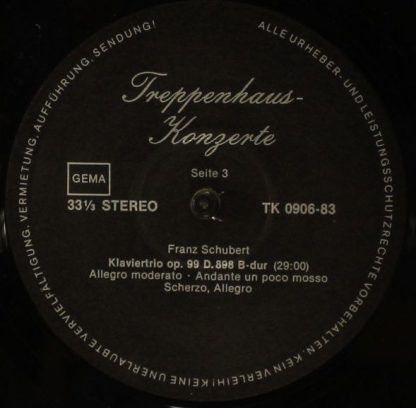 ALLE URHEBER- UND LEISTUNGSSCHUTZRECHTE VORBEHALTEN. KEIN VERLEIH! KEINE UNERLAUBTE VERVIELFÄLTIGUNG, VERMIETUNG, AUFFÜHRUNG, SENDUNG!
Treppenhaus-
Konzerte
Seite 3
GEMA
33⅓ STEREO TK 0906-83
Franz Schubert
Klaviertrio op. 99 D.898 B-dur (29:00)
Allegro moderato · Andante un poco mosso
Scherzo, Allegro